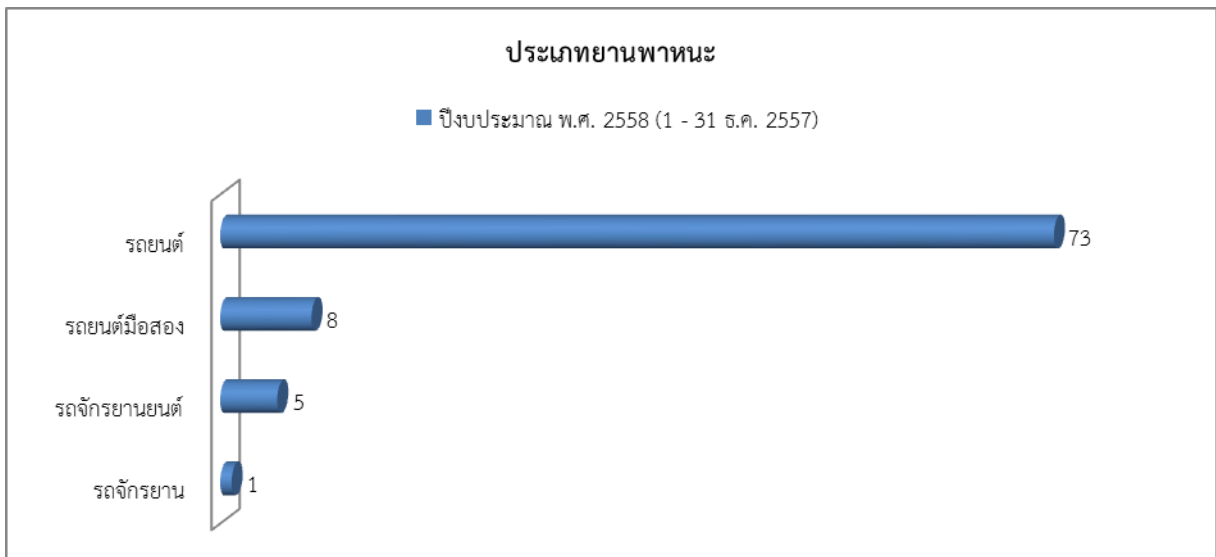 ประเภทยานพาหนะ
ปีงบประมาณ พ.ศ. 2558 (1 - 31 ธ.ค. 2557)
รถยนต์ 73
รถยนต์มือสอง 8
รถจักรยานยนต์ 5
รถจักรยาน 1